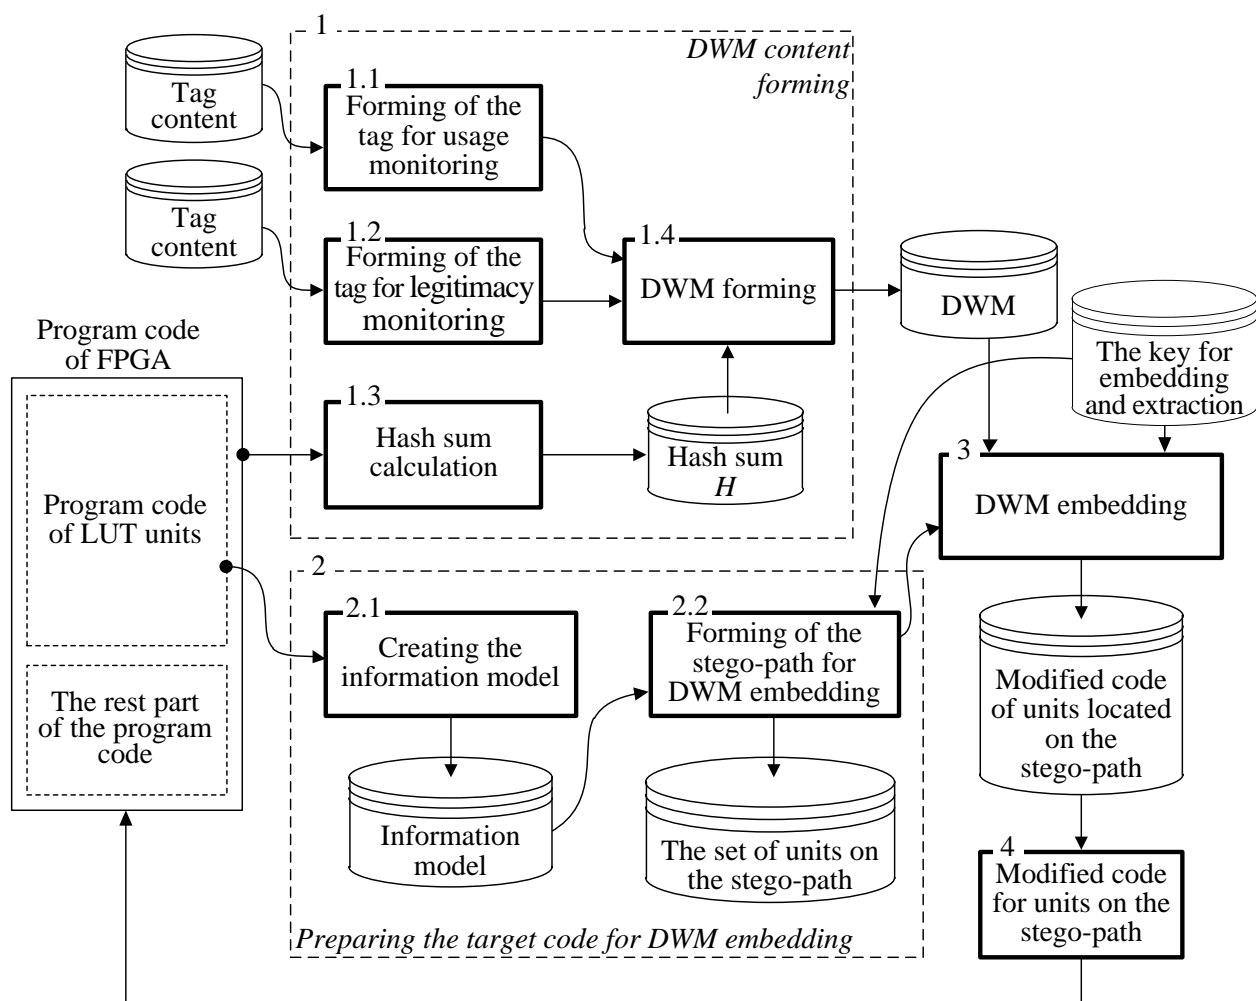 1
DWM content
forming
Tag
content
1.1
Forming of the
tag for usage
monitoring
Tag
content
1.2
Forming of the
tag for legitimacy
monitoring
1.4
DWM forming
DWM
The key for
embedding
and extraction
Program code
of FPGA
Program code
of LUT units
The rest part
of the program
code
1.3
Hash sum
calculation
Hash sum
H
3
DWM embedding
2
2.1
Creating the
information model
2.2
Forming of the
stego-path for
DWM embedding
Information
model
The set of units on
the stego-path
Preparing the target code for DWM embedding
Modified code
of units located
on the
stego-path
4
Modified code
for units on the
stego-path